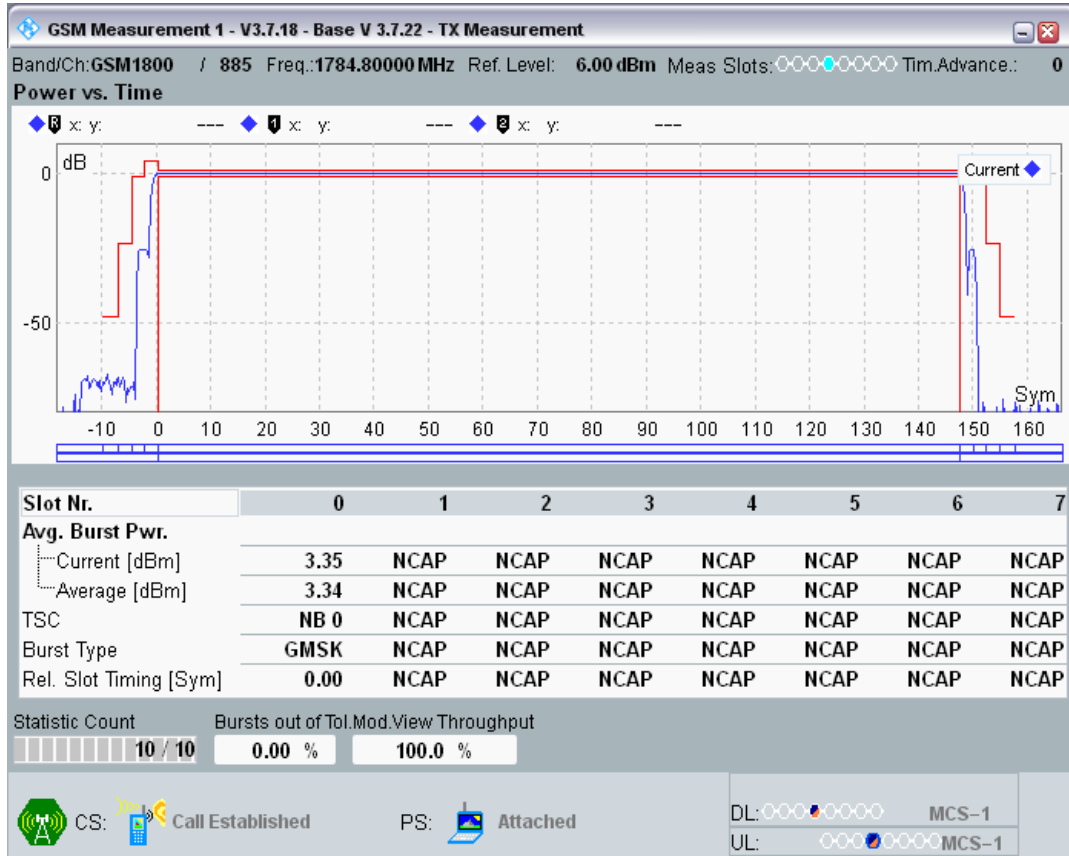 GSM Measurement 1 - V3.7.18 - Base V 3.7.22 - TX Measurement
Band/Ch:GSM1800 / 885 Freq.:1784.80000 MHz Ref. Level: 6.00 dBm Meas Slots: Tim.Advance.: 0
Power vs. Time
R x: y: --- 1 x: y: --- 2 x: y: ---
dB
0
Current
-50
Sym
-10 0 10 20 30 40 50 60 70 80 90 100 110 120 130 140 150 160
Slot Nr. 0 1 2 3 4 5 6 7
Avg. Burst Pwr.
Current [dBm] 3.35 NCAP NCAP NCAP NCAP NCAP NCAP NCAP
Average [dBm] 3.34 NCAP NCAP NCAP NCAP NCAP NCAP NCAP
TSC NB 0 NCAP NCAP NCAP NCAP NCAP NCAP NCAP
Burst Type GMSK NCAP NCAP NCAP NCAP NCAP NCAP NCAP
Rel. Slot Timing [Sym] 0.00 NCAP NCAP NCAP NCAP NCAP NCAP NCAP
Statistic Count Bursts out of Tol. Mod.View Throughput
10 / 10 0.00 % 100.0 %
CS: Call Established PS: Attached
DL: MCS-1
UL: MCS-1